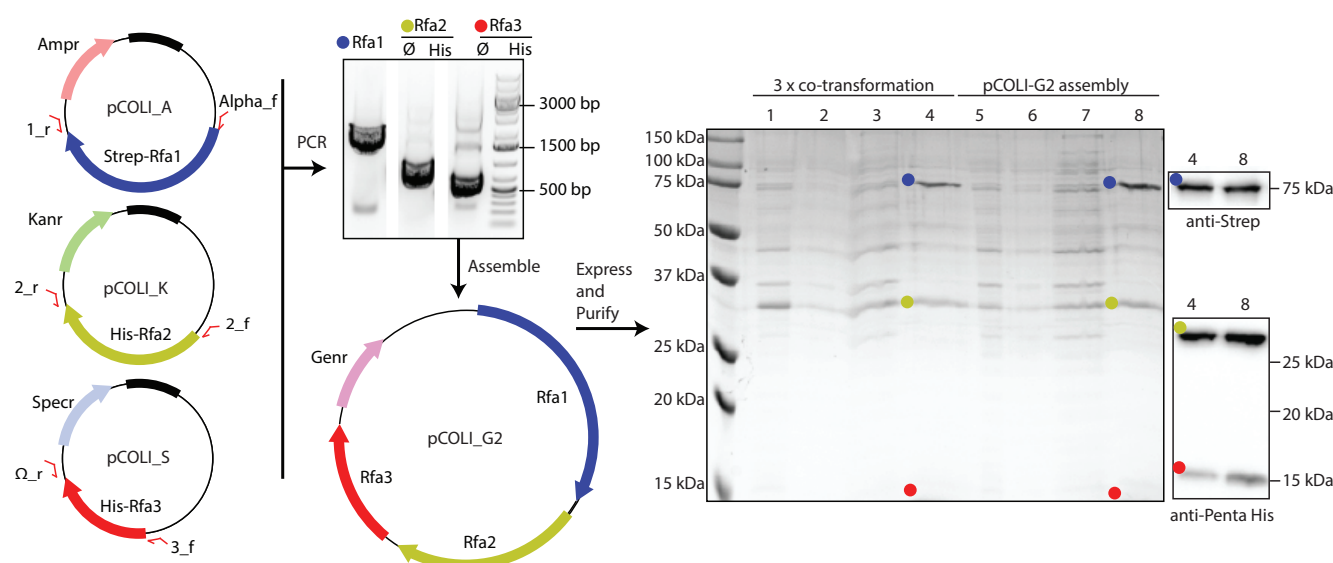 Ampr
pCOLI_A
Alpha_f
1_r
Strep-Rfa1
Kanr
pCOLI_K
2_r
2_f
His-Rfa2
Specr
pCOLI_S
Ω_r
His-Rfa3
3_f
PCR
Rfa1
Rfa2
Rfa3
Ø His Ø His
3000 bp
1500 bp
500 bp
Assemble
Genr
Rfa1
pCOLI_G2
Rfa3
Rfa2
Express
and
Purify
3 x co-transformation pCOLI-G2 assembly
1 2 3 4 5 6 7 8
150 kDa
100 kDa
75 kDa
50 kDa
37 kDa
25 kDa
20 kDa
15 kDa
4 8
75 kDa
anti-Strep
4 8
25 kDa
20 kDa
15 kDa
anti-Penta His